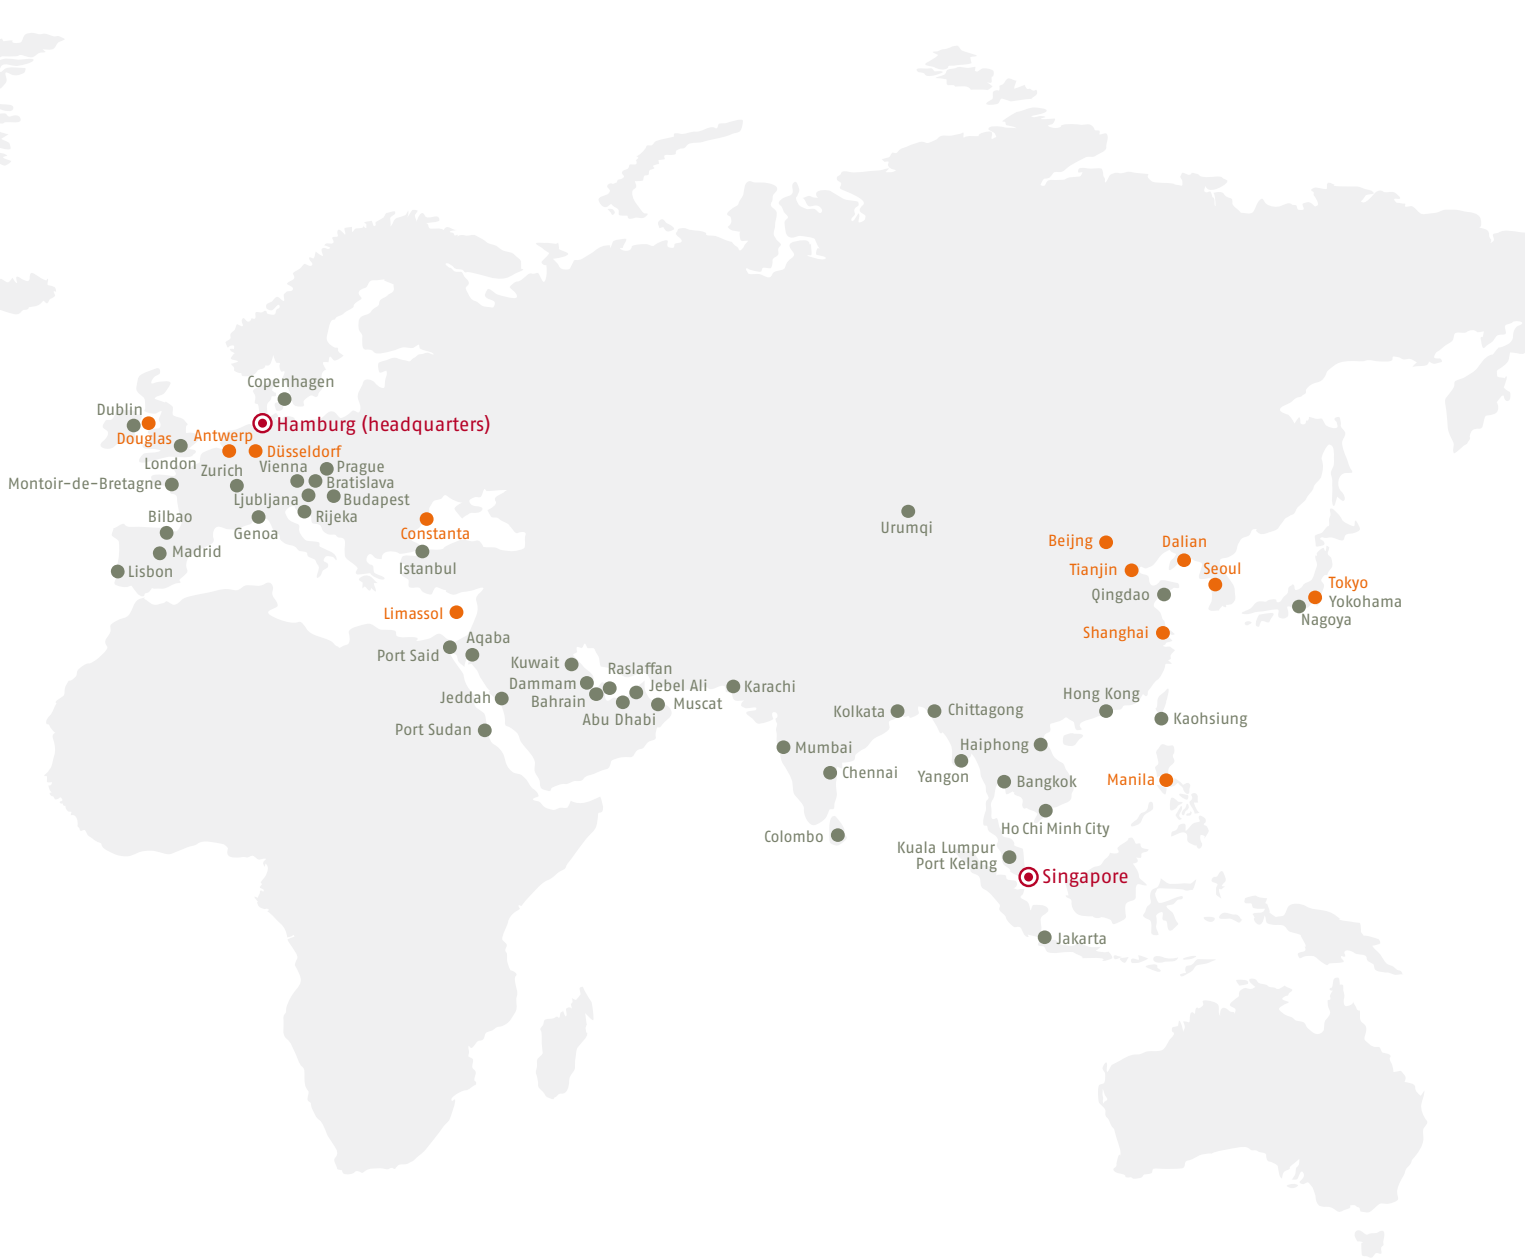 Copenhagen
Dublin
Hamburg (headquarters)
Douglas
Antwerp
Düsseldorf
London
Zurich
Vienna
Prague
Montoir-de-Bretagne
Bratislava
Ljubljana
Budapest
Bilbao
Rijeka
Genoa
Constanta
Madrid
Istanbul
Lisbon
Limassol
Urumqi
Beijng
Dalian
Tianjin
Seoul
Qingdao
Tokyo
Yokohama
Nagoya
Shanghai
Aqaba
Port Said
Kuwait
Raslaffan
Dammam
Jebel Ali
Bahrain
Muscat
Abu Dhabi
Jeddah
Port Sudan
Karachi
Kolkata
Chittagong
Hong Kong
Kaohsiung
Mumbai
Haiphong
Chennai
Yangon
Bangkok
Manila
Colombo
Ho Chi Minh City
Kuala Lumpur
Port Kelang
Singapore
Jakarta